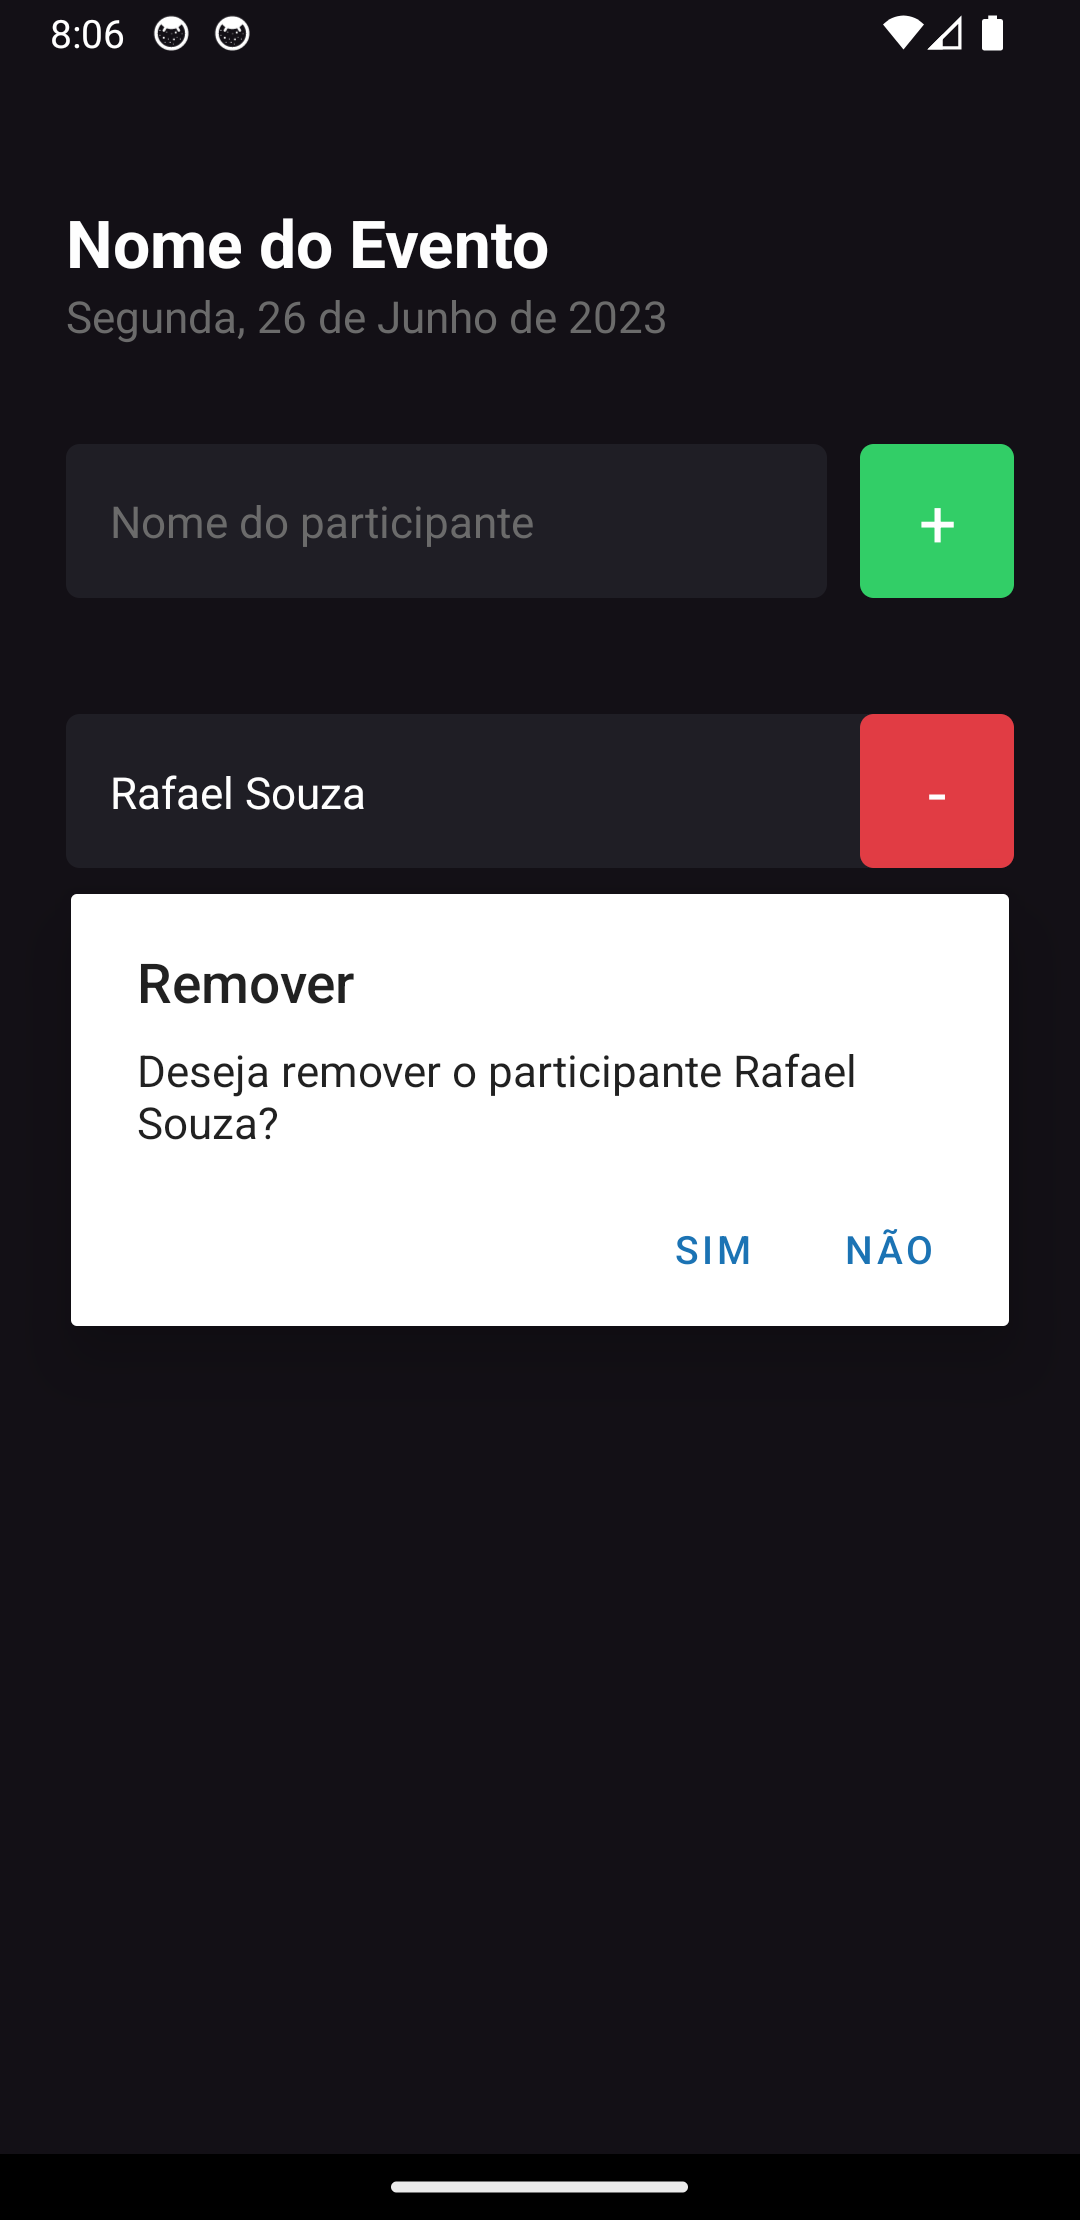 8:06
Nome do Evento
Segunda, 26 de Junho de 2023
Nome do participante
+
Rafael Souza
-
Remover
Deseja remover o participante Rafael
Souza?
SIM NÃO